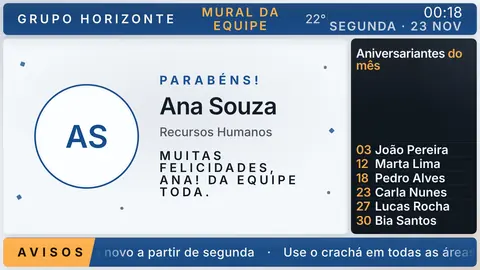 GRUPO HORIZONTE
MURAL DA
EQUIPE
22°
00:18
SEGUNDA · 23 NOV
PARABÉNS!
Ana Souza
Recursos Humanos
AS
MUITAS
FELICIDADES,
ANA! DA EQUIPE
TODA.
Aniversariantes do
mês
03 João Pereira
12 Marta Lima
18 Pedro Alves
23 Carla Nunes
27 Lucas Rocha
30 Bia Santos
AVISOS
novo a partir de segunda · Use o crachá em todas as áreas